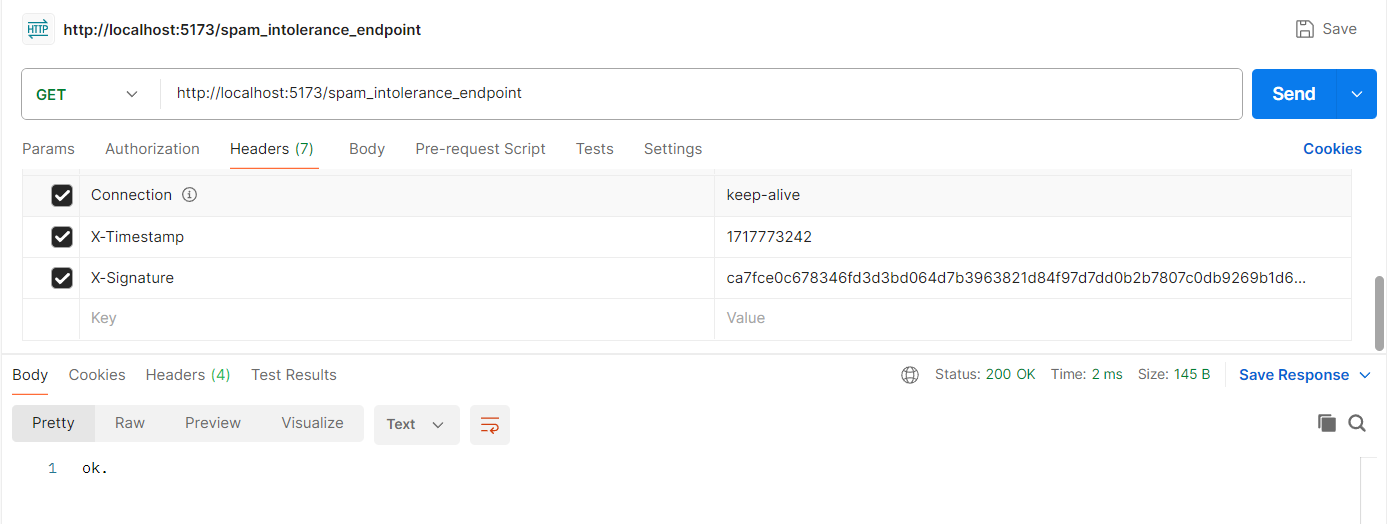 HTTP http://localhost:5173/spam_intolerance_endpoint Save
GET http://localhost:5173/spam_intolerance_endpoint Send
Params Authorization Headers (7) Body Pre-request Script Tests Settings Cookies
Connection keep-alive
X-Timestamp 1717773242
X-Signature ca7fce0c678346fd3d3bd064d7b3963821d84f97d7dd0b2b7807c0db9269b1d6...
Key Value
Body Cookies Headers (4) Test Results Status: 200 OK Time: 2 ms Size: 145 B Save Response
Pretty Raw Preview Visualize Text
1 ok.